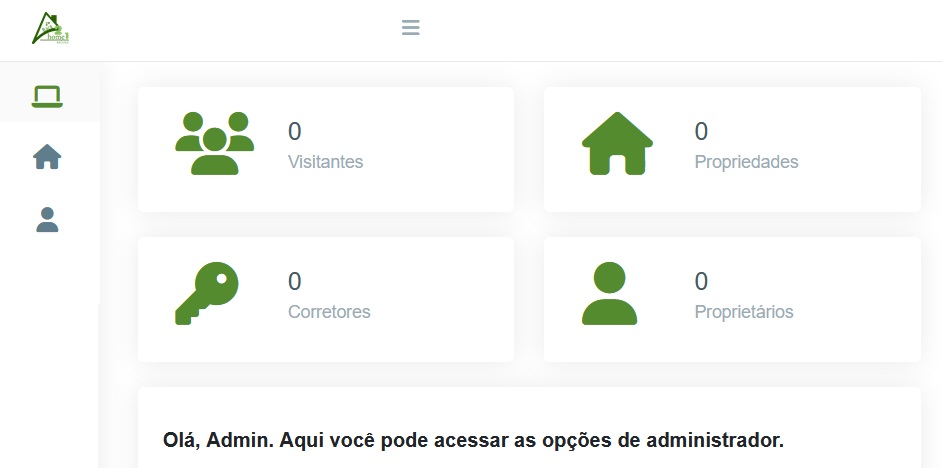 home
0
Visitantes
0
Propriedades
0
Corretores
0
Proprietários
Olá, Admin. Aqui você pode acessar as opções de administrador.